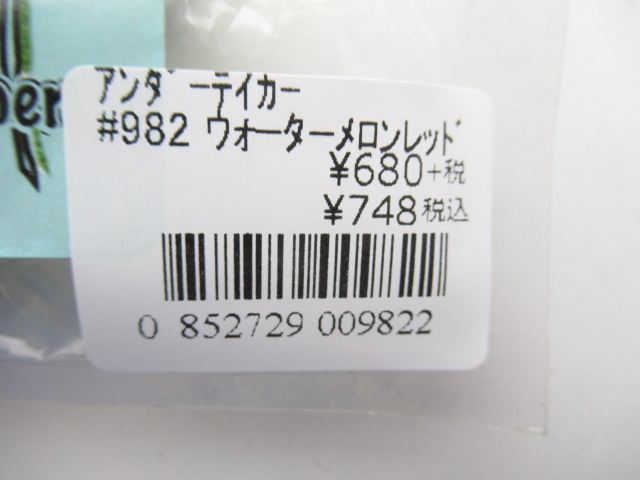 アンダーテイカー
#982 ウォーターメロンレッド
¥680+税
¥748税込
0 852729 009822